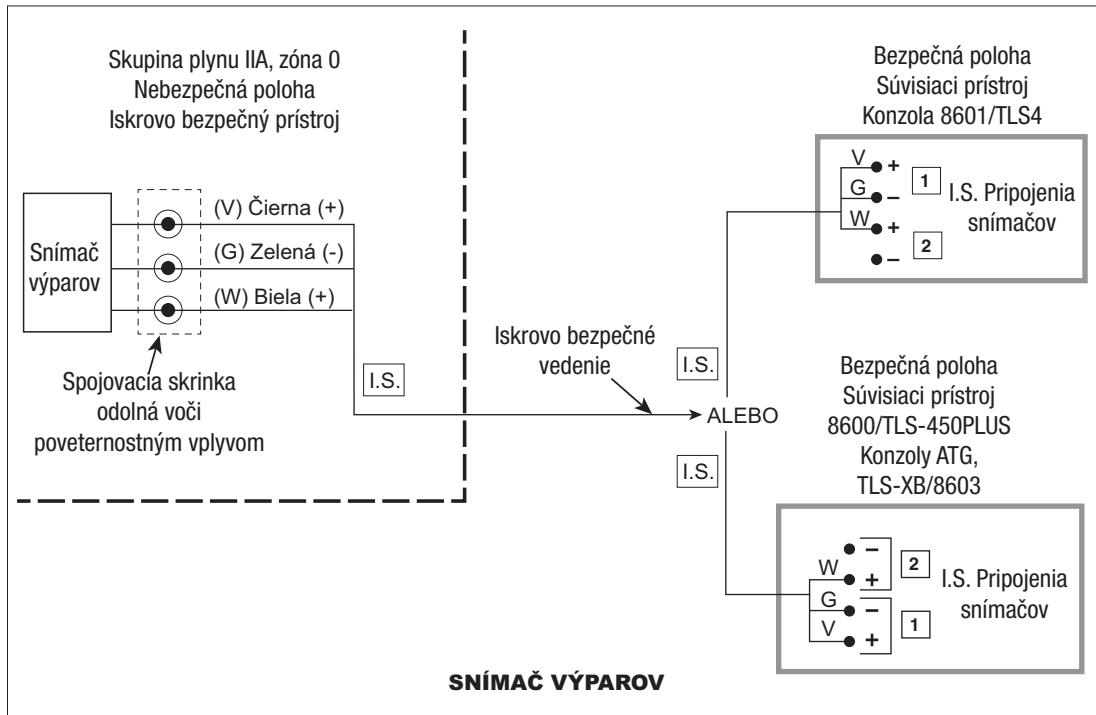 Skupina plynu IIA, zóna 0
Nebezpečná poloha
Iskrovo bezpečný prístroj
Snímač
výparov
(V) Čierna (+)
(G) Zelená (-)
(W) Biela (+)
Spojovacia skrinka
odolná voči
poveternostným vplyvom
I.S.
Iskrovo bezpečné
vedenie
I.S.
ALEBO
I.S.
Bezpečná poloha
Súvisiaci prístroj
Konzola 8601/TLS4
V +
G – 1
W + 2
–
I.S. Pripojenia
snímačov
Bezpečná poloha
Súvisiaci prístroj
8600/TLS-450PLUS
Konzoly ATG,
TLS-XB/8603
–
W + 2
G –
V + 1
I.S. Pripojenia
snímačov
SNÍMAČ VÝPAROV